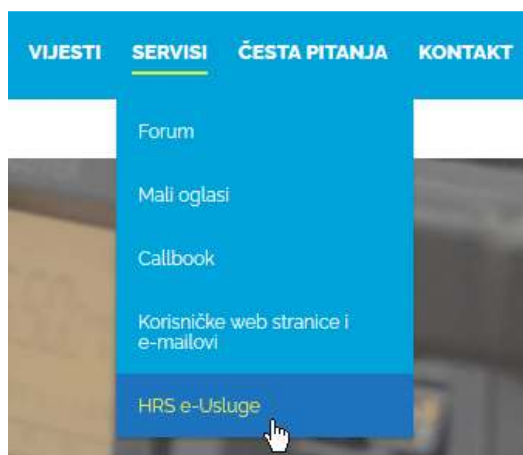 VIJESTI SERVISI ČESTA PITANJA KONTAKT
Forum
Mali oglasi
Callbook
Korisničke web stranice i
e-mailovi
HRS e-Usluge